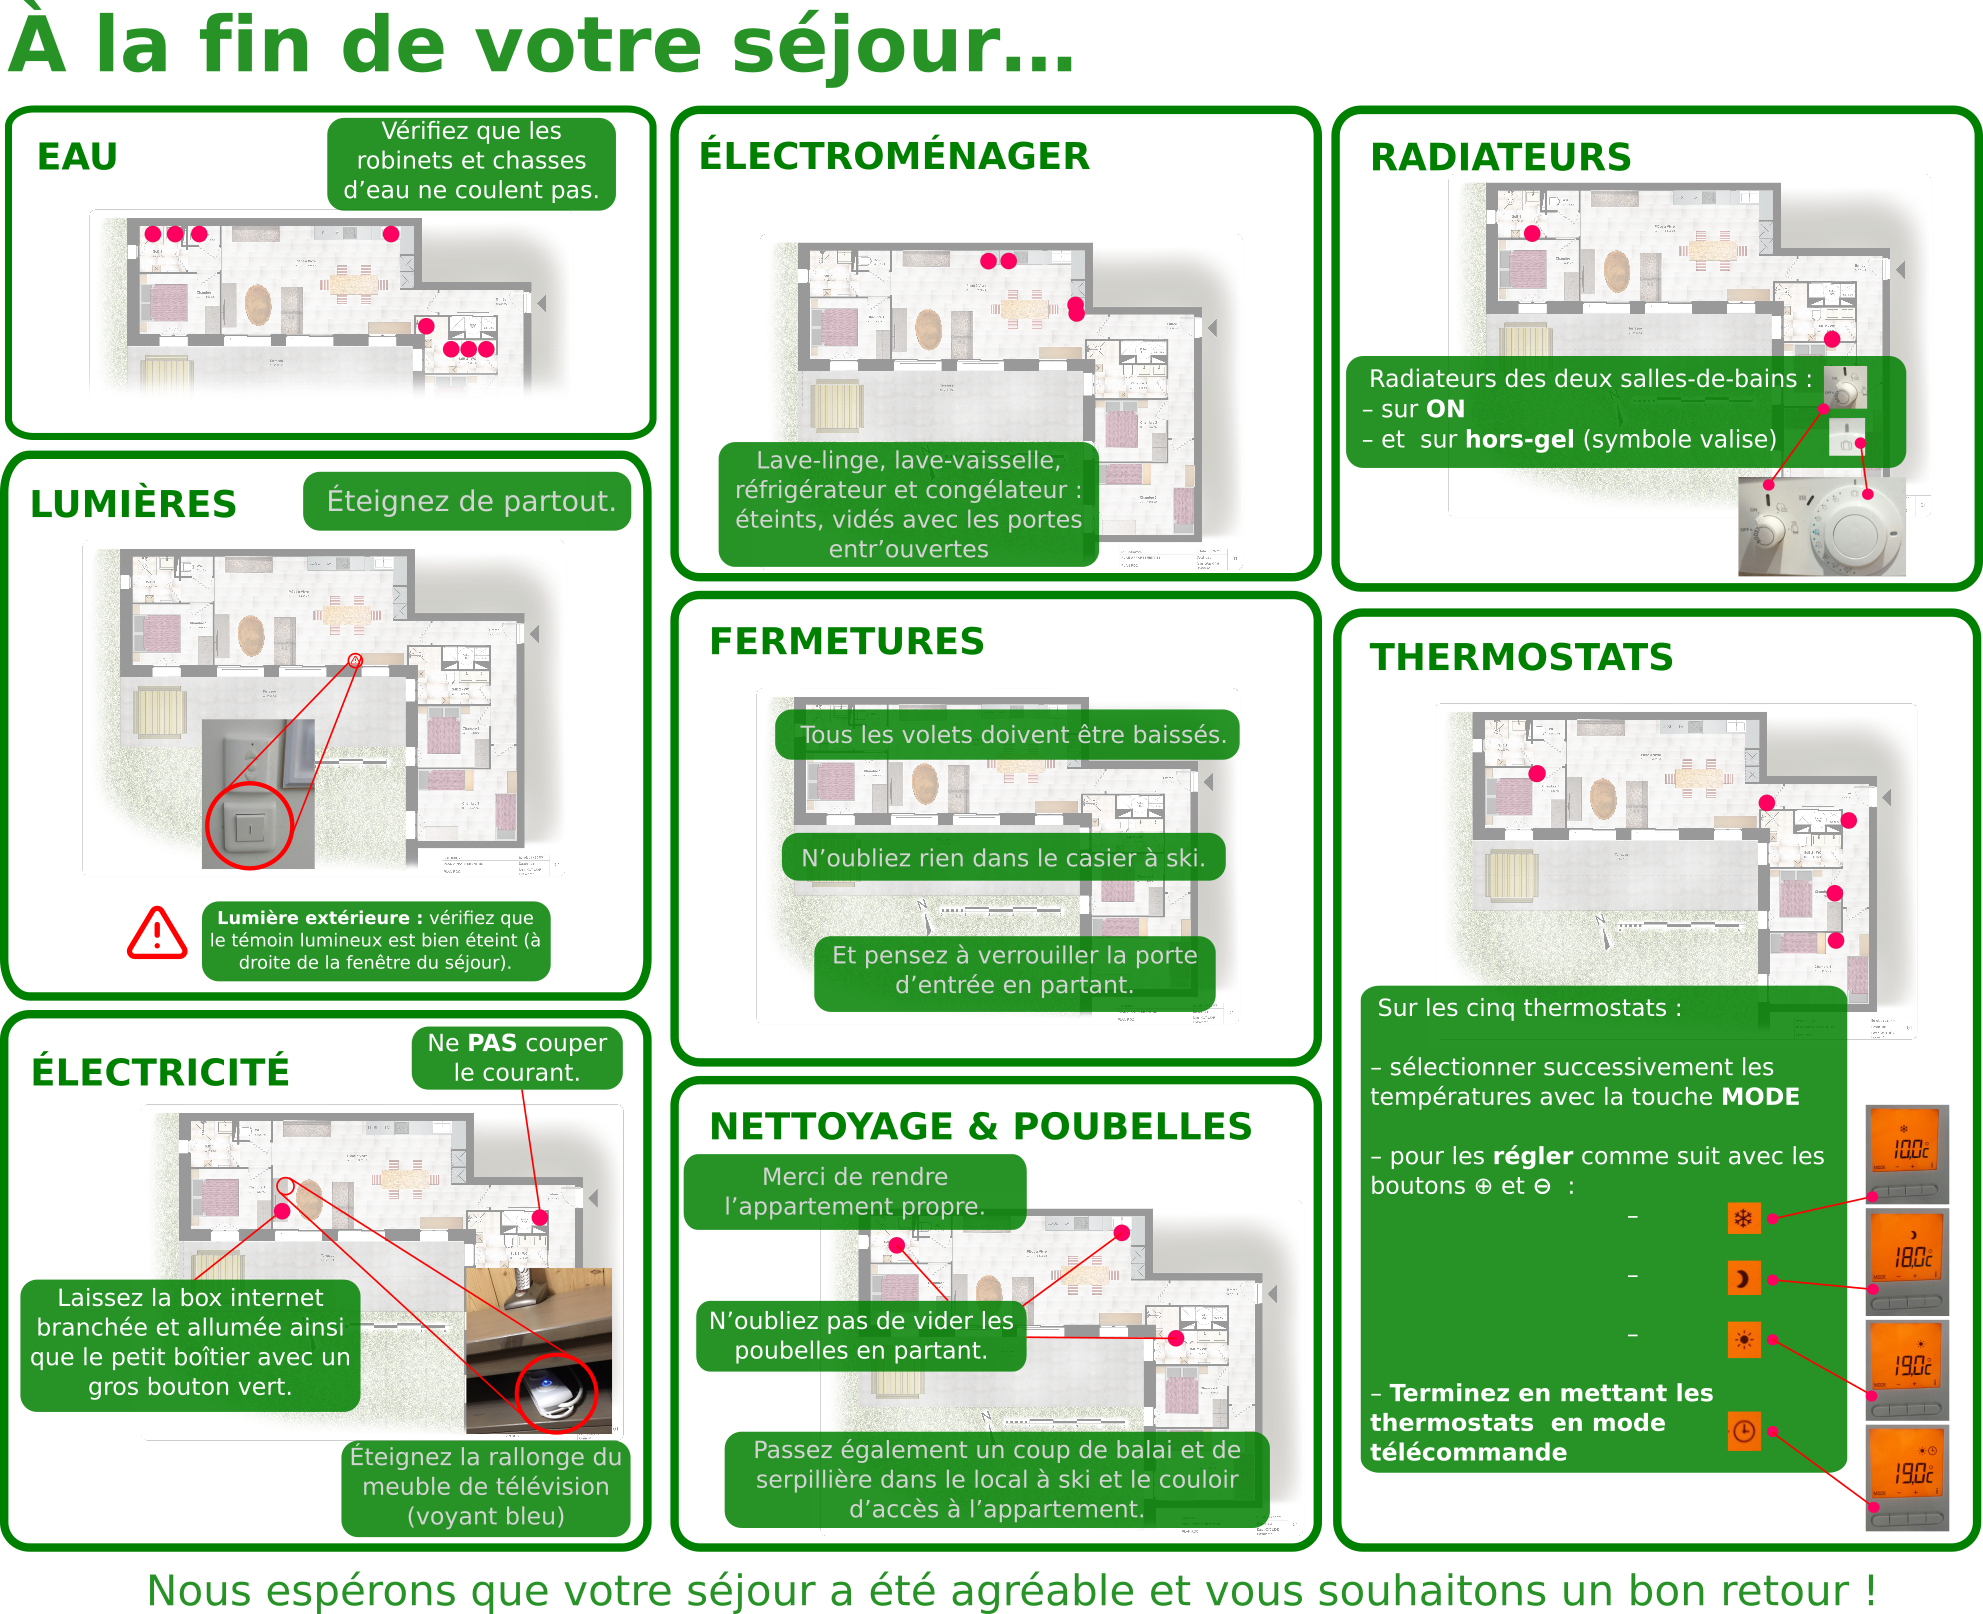 À la fin de votre séjour…
EAU
Vérifiez que les
robinets et chasses
d’eau ne coulent pas.
LUMIÈRES
Éteignez de partout.
Lumière extérieure : vérifiez que
le témoin lumineux est bien éteint (à
droite de la fenêtre du séjour).
ÉLECTRICITÉ
Ne PAS couper
le courant.
Laissez la box internet
branchée et allumée ainsi
que le petit boîtier avec un
gros bouton vert.
Éteignez la rallonge du
meuble de télévision
(voyant bleu)
ÉLECTROMÉNAGER
Lave-linge, lave-vaisselle,
réfrigérateur et congélateur :
éteints, vidés avec les portes
entr’ouvertes
FERMETURES
Tous les volets doivent être baissés.
N’oubliez rien dans le casier à ski.
Et pensez à verrouiller la porte
d’entrée en partant.
NETTOYAGE & POUBELLES
Merci de rendre
l’appartement propre.
N’oubliez pas de vider les
poubelles en partant.
Passez également un coup de balai et de
serpillière dans le local à ski et le couloir
d’accès à l’appartement.
RADIATEURS
Radiateurs des deux salles-de-bains :
– sur ON
– et sur hors-gel (symbole valise)
THERMOSTATS
Sur les cinq thermostats :
– sélectionner successivement les
températures avec la touche MODE
– pour les régler comme suit avec les
boutons ⊕ et ⊖ :
–
–
–
– Terminez en mettant les
thermostats en mode
télécommande
10,0°c
18,0°c
19,0°c
19,0°c
Nous espérons que votre séjour a été agréable et vous souhaitons un bon retour !